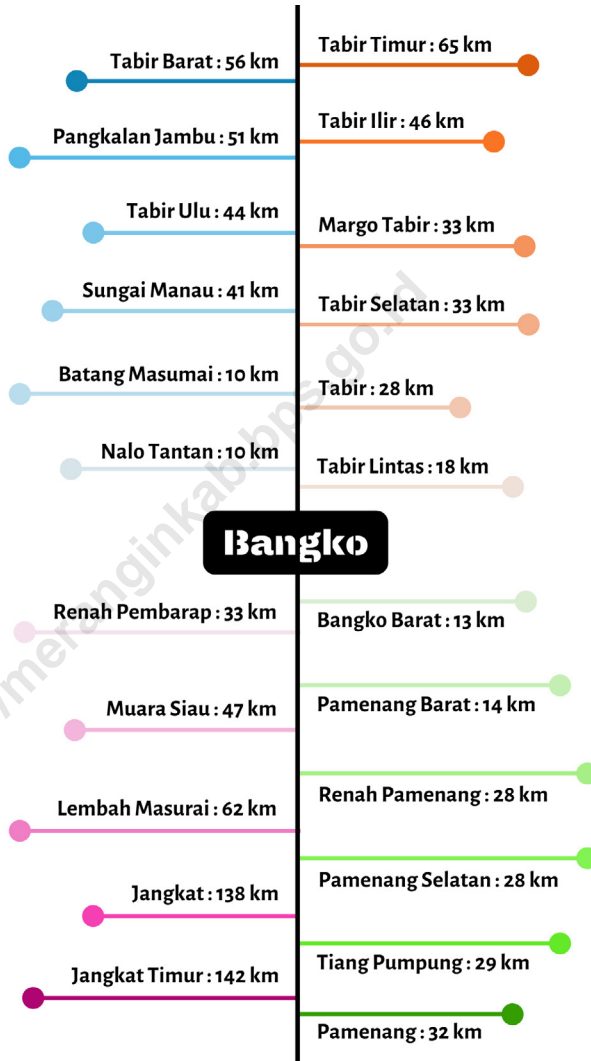 Tabir Barat : 56 km
Tabir Timur : 65 km
Pangkalan Jambu : 51 km
Tabir Ilir : 46 km
Tabir Ulu : 44 km
Margo Tabir : 33 km
Sungai Manau : 41 km
Tabir Selatan : 33 km
Batang Masumai : 10 km
Tabir : 28 km
Nalo Tantan : 10 km
Tabir Lintas : 18 km
Bangko
Renah Pembarap : 33 km
Bangko Barat : 13 km
Muara Siau : 47 km
Pamenang Barat : 14 km
Lembah Masurai : 62 km
Renah Pamenang : 28 km
Jangkat : 138 km
Pamenang Selatan : 28 km
Jangkat Timur : 142 km
Tiang Pumpung : 29 km
Pamenang : 32 km
/meranginkab.bps.go.id